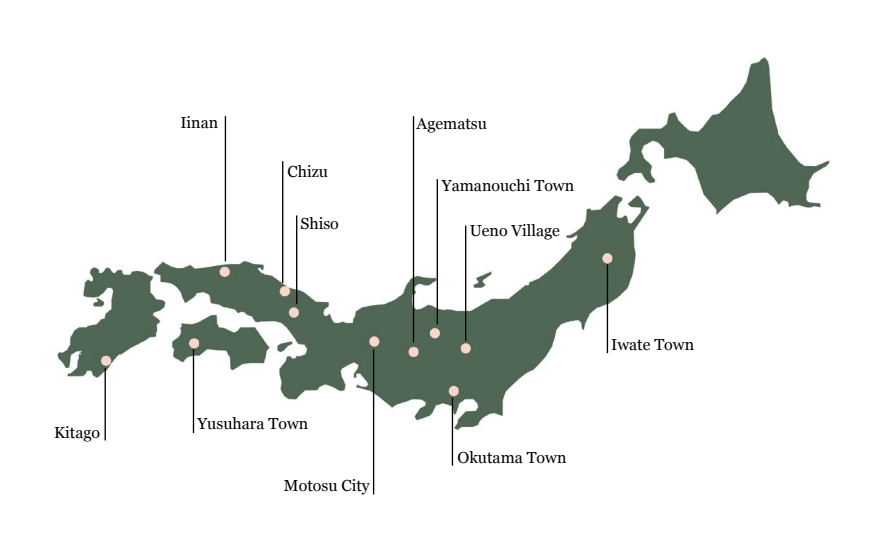 Iinan
Agematsu
Chizu
Yamanouchi Town
Shiso
Ueno Village
Iwate Town
Yusuhara Town
Kitago
Okutama Town
Motosu City